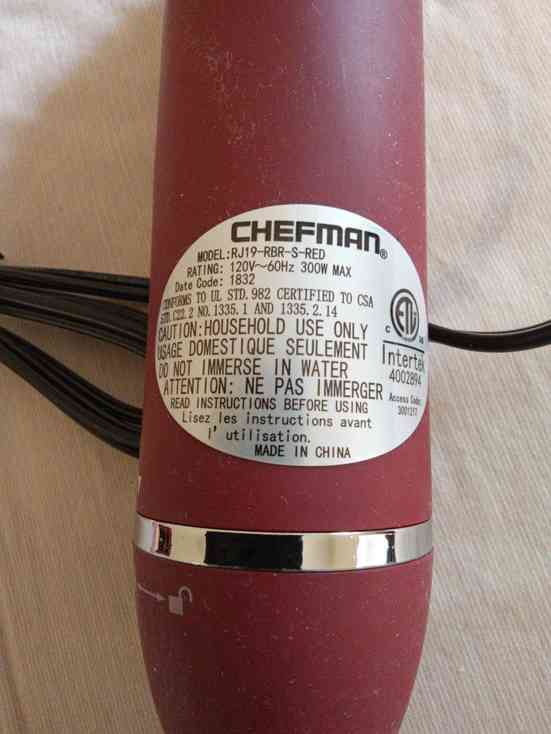 CHEFMAN®
MODEL:RJ19-RBR-S-RED
RATING: 120V~60Hz 300W MAX
Date Code: 1832
CONFORMS TO UL STD.982 CERTIFIED TO CSA
STD.C22.2 NO.1335.1 AND 1335.2.14
CAUTION:HOUSEHOLD USE ONLY
USAGE DOMESTIQUE SEULEMENT
DO NOT IMMERSE IN WATER
ATTENTION: NE PAS IMMERGER
READ INSTRUCTIONS BEFORE USING
Lisez les instructions avant
l'utilisation.
MADE IN CHINA
ETL
C US
Intertek
4002894
Access Code:
3001217